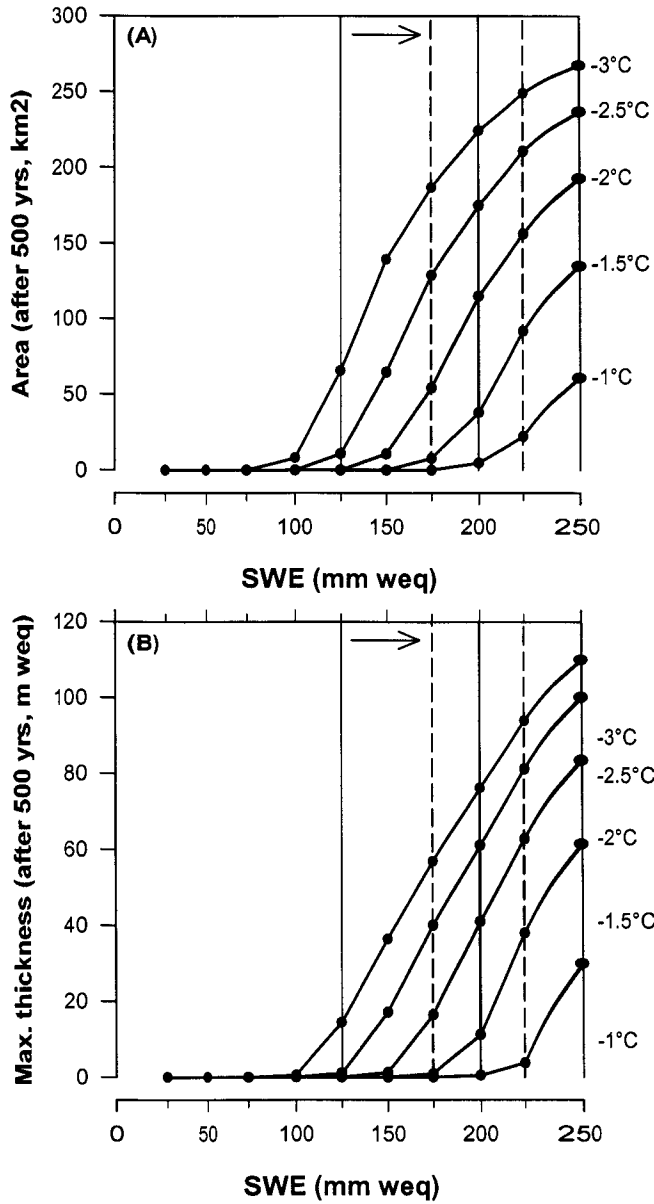 (A)
Area (after 500 yrs, km2)
300
250
200
150
100
50
0
-3°C
-2.5°C
-2°C
-1.5°C
-1°C
0 50 100 150 200 250
SWE (mm weq)
(B)
Max. thickness (after 500 yrs, m weq)
120
100
80
60
40
20
0
-3°C
-2.5°C
-2°C
-1.5°C
-1°C
0 50 100 150 200 250
SWE (mm weq)